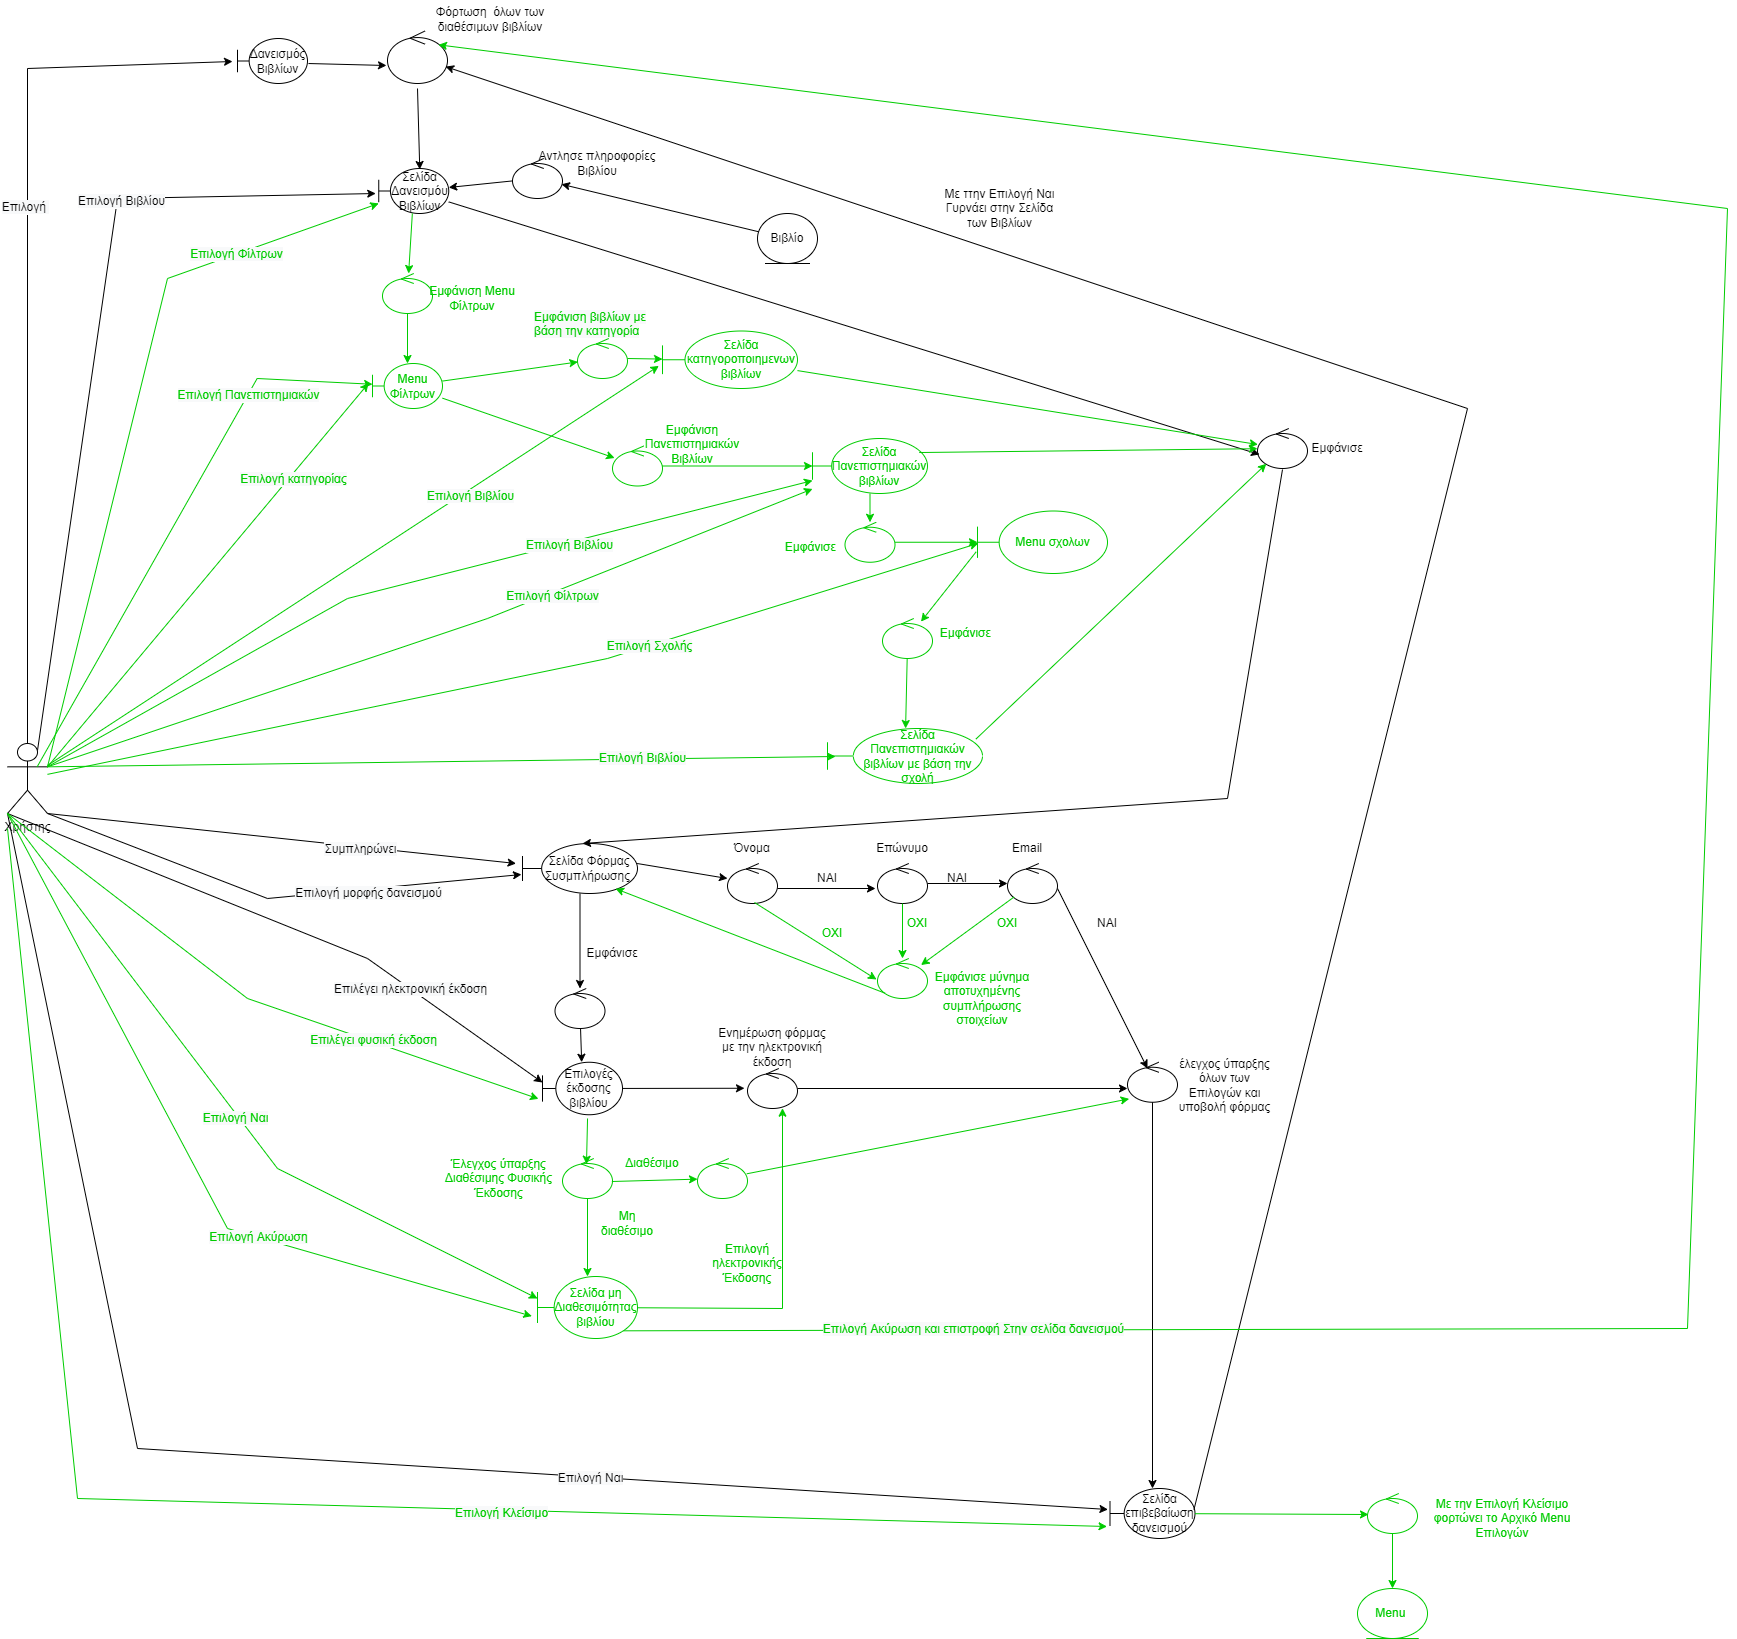 Φόρτωση όλων των
διαθέσιμων βιβλίων
Δανεισμός
Βιβλίων
Αντλησε πληροφορίες
Βιβλίου
Σελίδα
Δανεισμόυ
Βιβλίων
Με ττην Επιλογή Ναι
Γυρνάει στην Σελίδα
των Βιβλίων
Επιλογή
Επιλογή Βιβλίου
Βιβλίο
Επιλογή Φίλτρων
Εμφάνιση Menu
Φίλτρων
Εμφάνιση βιβλίων με
βάση την κατηγορία
Σελίδα
κατηγοροποιημενων
βιβλίων
Menu
Φίλτρων
Επιλογή Πανεπιστημιακών
Εμφάνιση
Πανεπιστημιακών
Βιβλίων
Εμφάνισε
Σελίδα
Πανεπιστημιακών
βιβλίων
Επιλογή κατηγορίας
Επιλογή Βιβλίου
Επιλογή Βιβλίου
Εμφάνισε
Menu σχολων
Επιλογή Φίλτρων
Εμφάνισε
Επιλογή Σχολής
Σελίδα
Πανεπιστημιακών
βιβλίων με βάση την
σχολή
Επιλογή Βιβλίου
Χρήστης
Συμπληρώνει
Σελίδα Φόρμας
Συσμπλήρωσης
Όνομα
Επώνυμο
Email
ΝΑΙ
ΝΑΙ
Επιλογή μορφής δανεισμού
ΟΧΙ
ΟΧΙ
ΟΧΙ
ΝΑΙ
Εμφάνισε
Εμφάνισε μύνημα
αποτυχημένης
συμπλήρωσης
στοιχείων
Επιλέγει ηλεκτρονική έκδοση
Επιλέγει φυσική έκδοση
Ενημέρωση φόρμας
με την ηλεκτρονική
έκδοση
Επιλογές
έκδοσης
βιβλίου
έλεγχος ύπαρξης
όλων των
Επιλογών και
υποβολή φόρμας
Επιλογή Ναι
Έλεγχος ύπαρξης
Διαθέσιμης Φυσικής
Έκδοσης
Διαθέσιμο
Μη
διαθέσιμο
Επιλογή Ακύρωση
Επιλογή
ηλεκτρονικής
Έκδοσης
Σελίδα μη
Διαθεσιμότητας
βιβλίου
Επιλογή Ακύρωση και επιστροφή Στην σελίδα δανεισμού
Επιλογή Ναι
Επιλογή Κλείσιμο
Σελίδα
επιβεβαίωση
δανεισμού
Με την Επιλογή Κλείσιμο
φορτώνει το Αρχικό Menu
Επιλογών
Menu